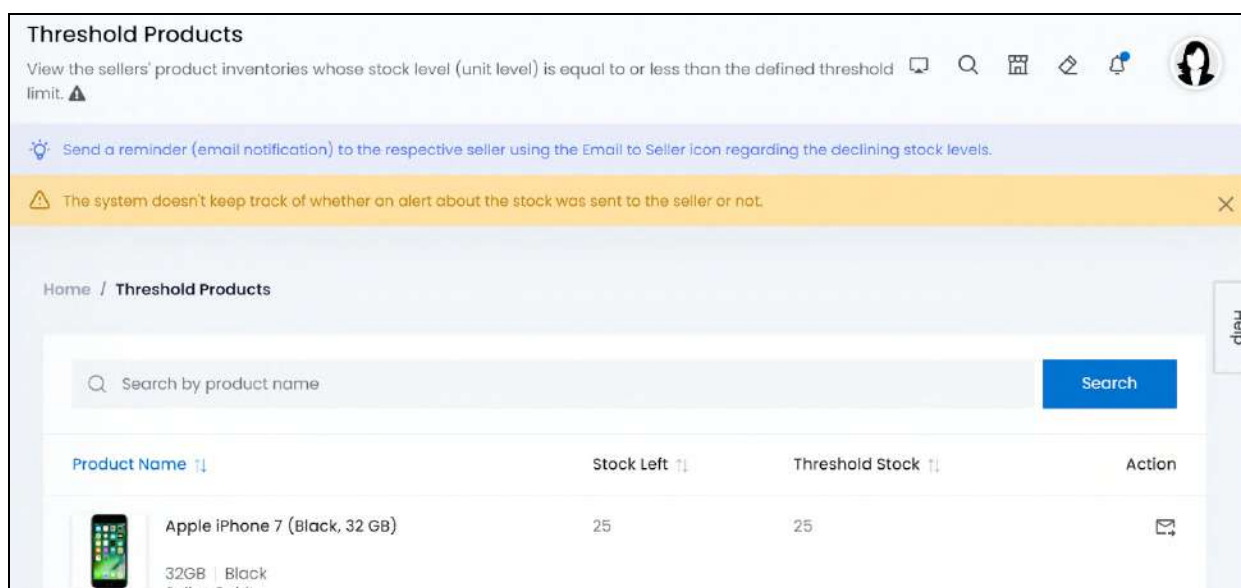 Threshold Products
View the sellers' product inventories whose stock level (unit level) is equal to or less than the defined threshold
limit.
Send a reminder (email notification) to the respective seller using the Email to Seller icon regarding the declining stock levels.
The system doesn't keep track of whether an alert about the stock was sent to the seller or not.
Home / Threshold Products
Help
Search by product name
Search
Product Name Stock Left Threshold Stock Action
Apple iPhone 7 (Black, 32 GB) 25 25
32GB | Black